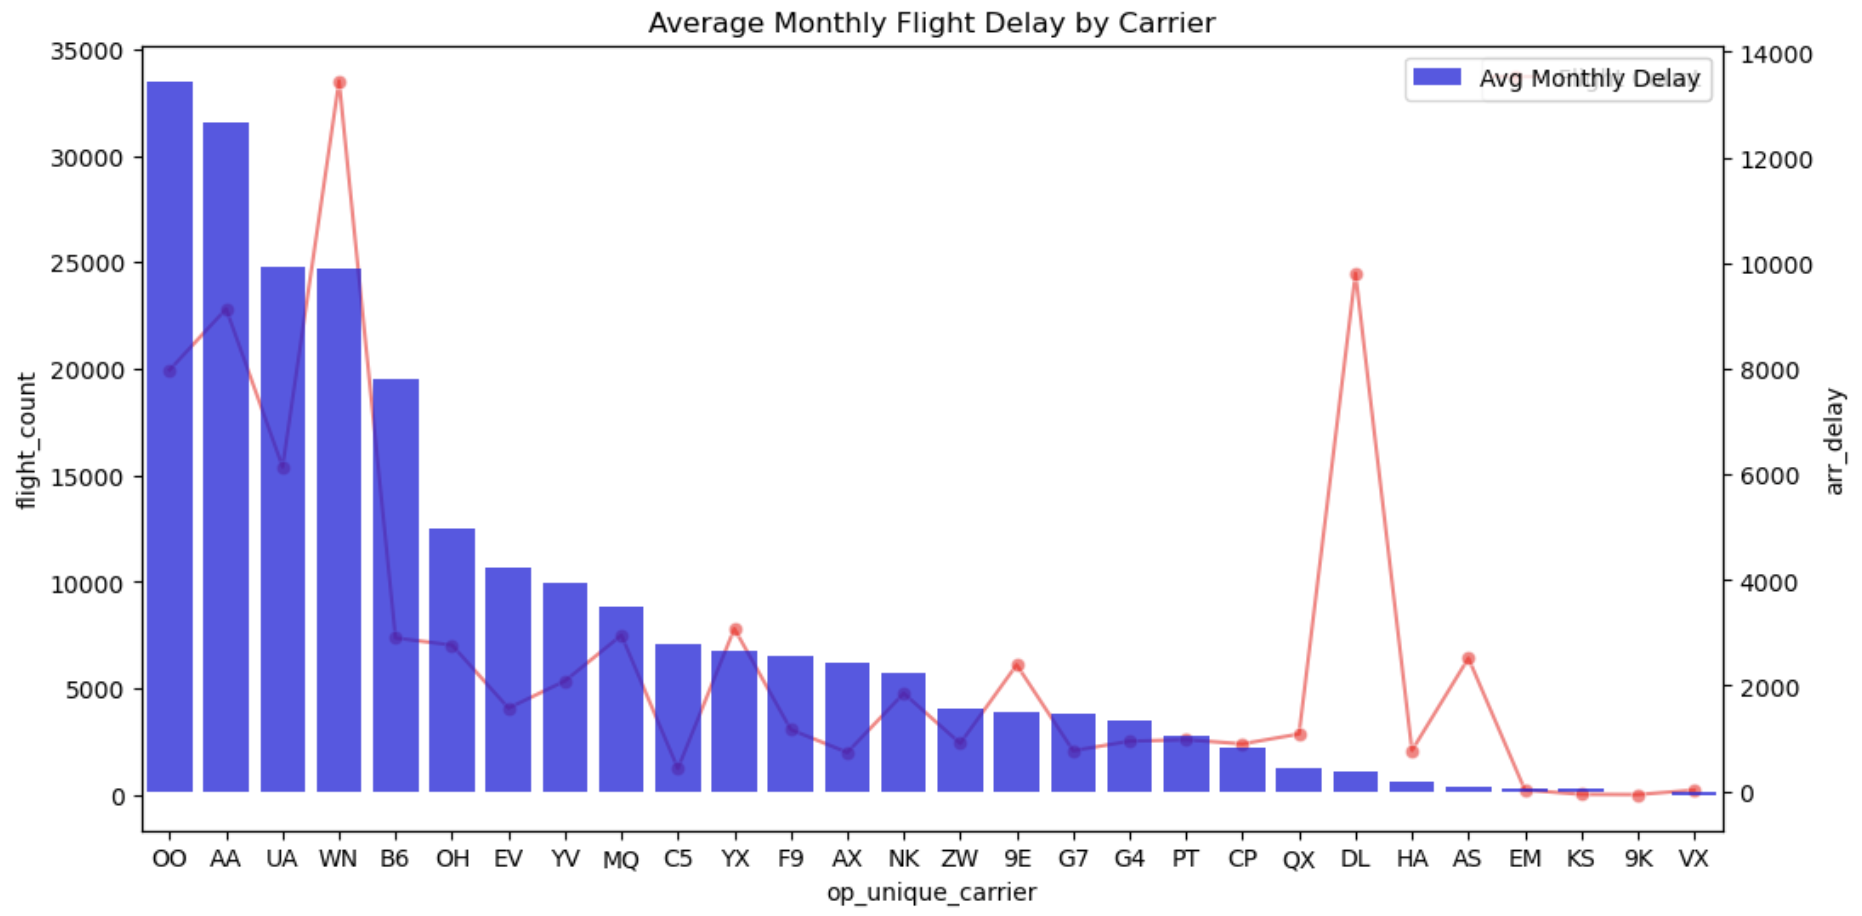 Average Monthly Flight Delay by Carrier
35000
30000
25000
20000
15000
10000
5000
0
flight_count
14000
12000
10000
8000
6000
4000
2000
0
arr_delay
Avg Monthly Delay
OO AA UA WN B6 OH EV YV MQ C5 YX F9 AX NK ZW 9E G7 G4 PT CP QX DL HA AS EM KS 9K VX
op_unique_carrier